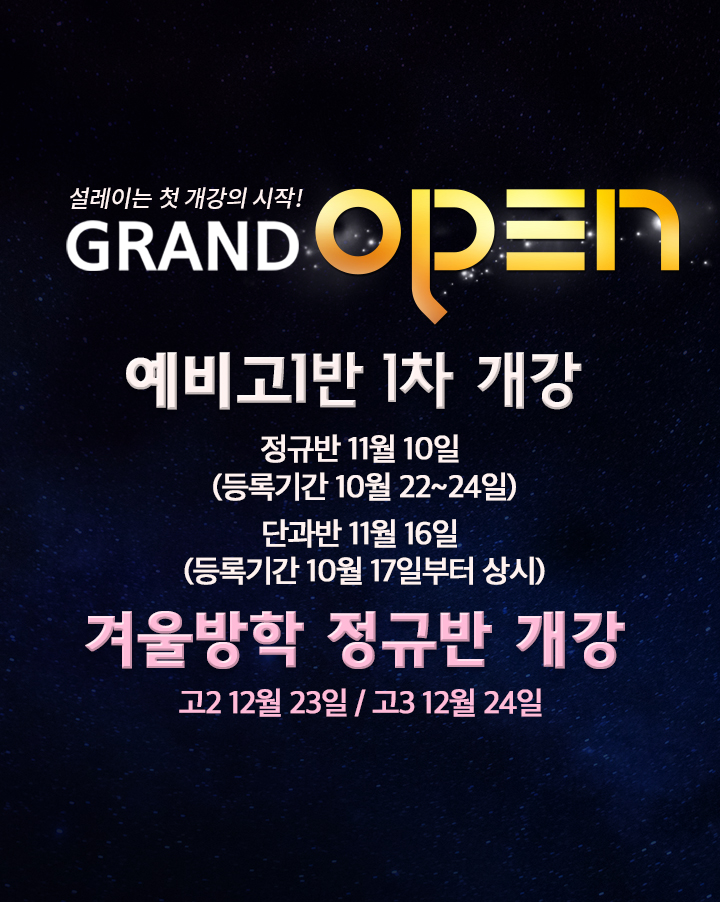 설레이는 첫 개강의 시작!
GRAND OPEN
예비고1반 1차 개강
정규반 11월 10일
(등록기간 10월 22~24일)
단과반 11월 16일
(등록기간 10월 17일부터 상시)
겨울방학 정규반 개강
고2 12월 23일 / 고3 12월 24일